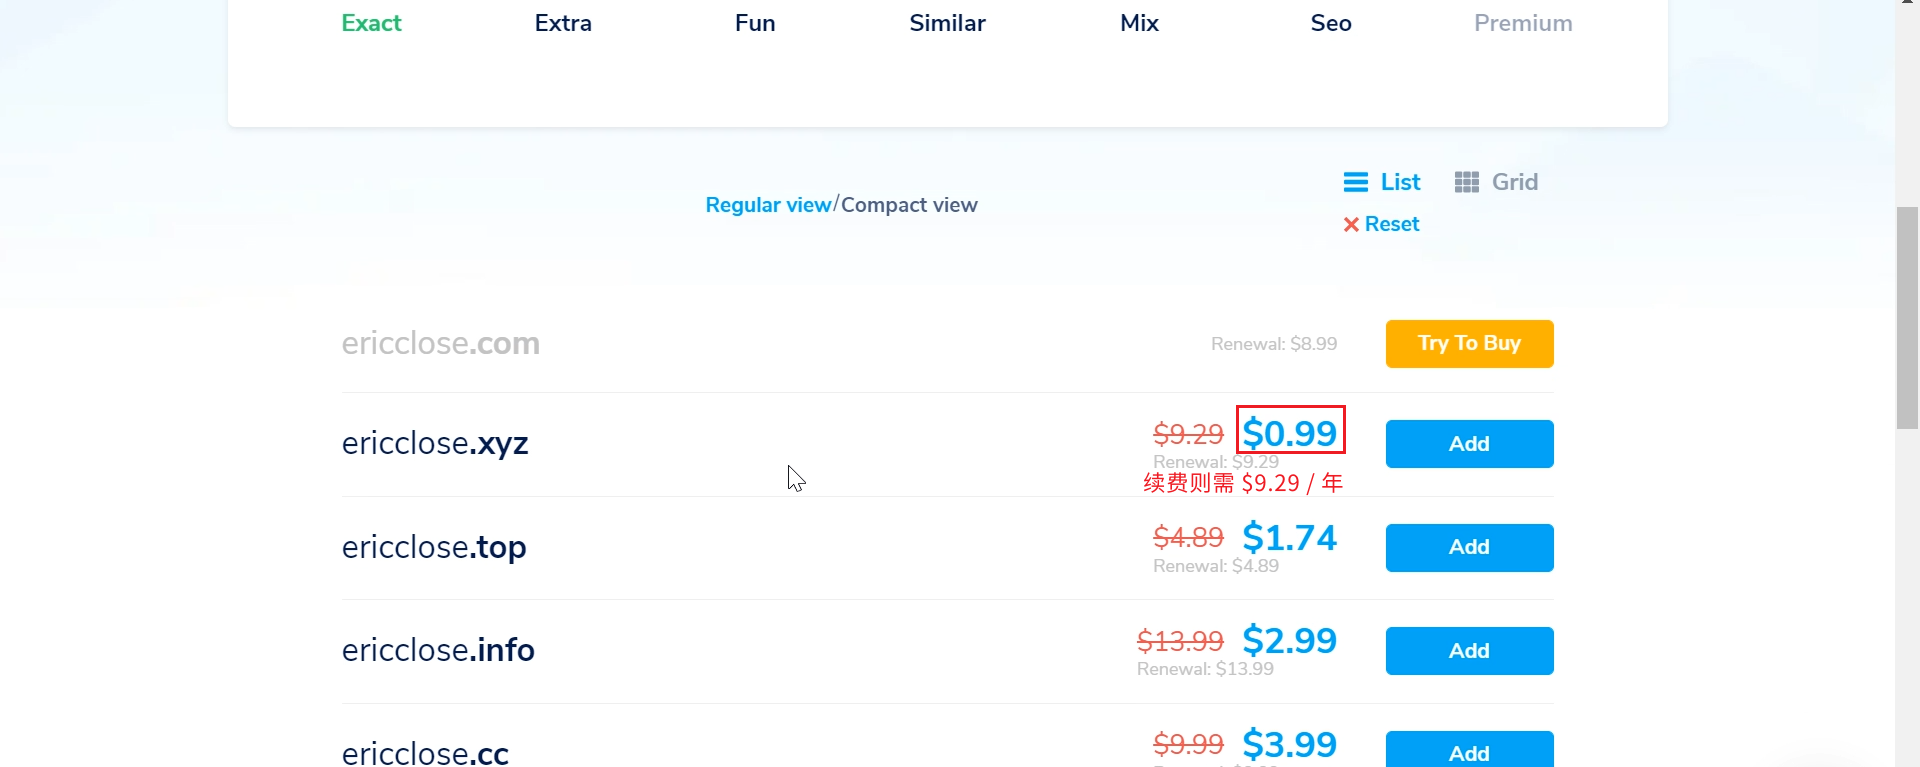 Exact Extra Fun Similar Mix Seo Premium
List Grid
Regular view/Compact view
Reset
ericclose.com Renewal: $8.99 Try To Buy
ericclose.xyz $9.29 $0.99 Add
Renewal: $9.29
续费则需 $9.29 / 年
ericclose.top $4.89 $1.74 Add
Renewal: $4.89
ericclose.info $13.99 $2.99 Add
Renewal: $13.99
ericclose.cc $9.99 $3.99 Add